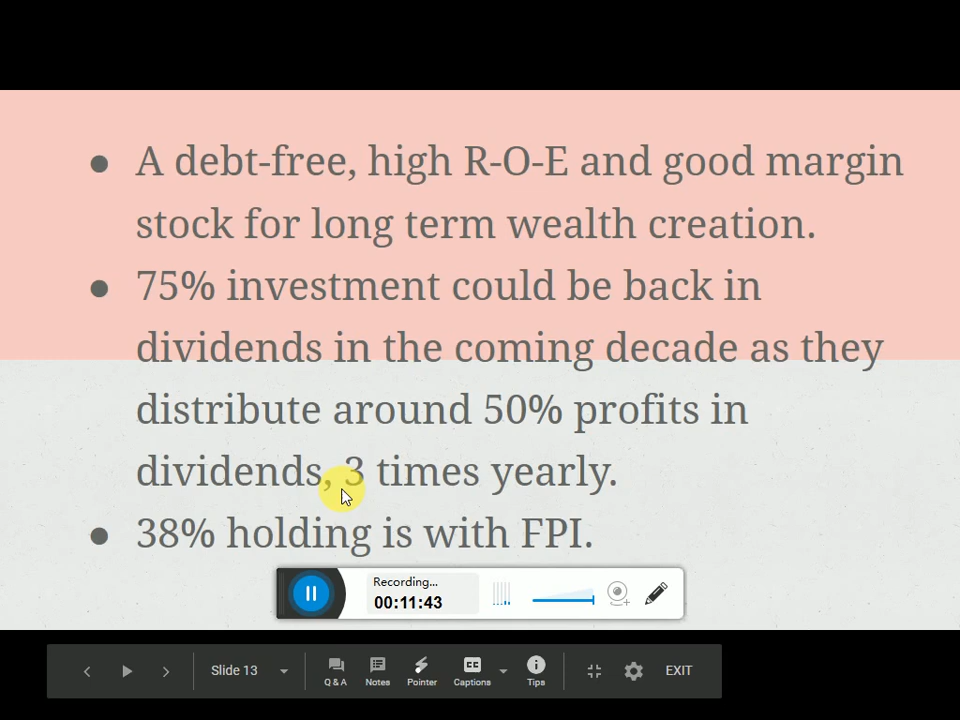 ● A debt-free, high R-O-E and good margin
stock for long term wealth creation.
● 75% investment could be back in
dividends in the coming decade as they
distribute around 50% profits in
dividends, 3 times yearly.
● 38% holding is with FPI.
Recording...
00:11:43
Slide 13
Q & A
Notes
Pointer
Captions
Tips
EXIT